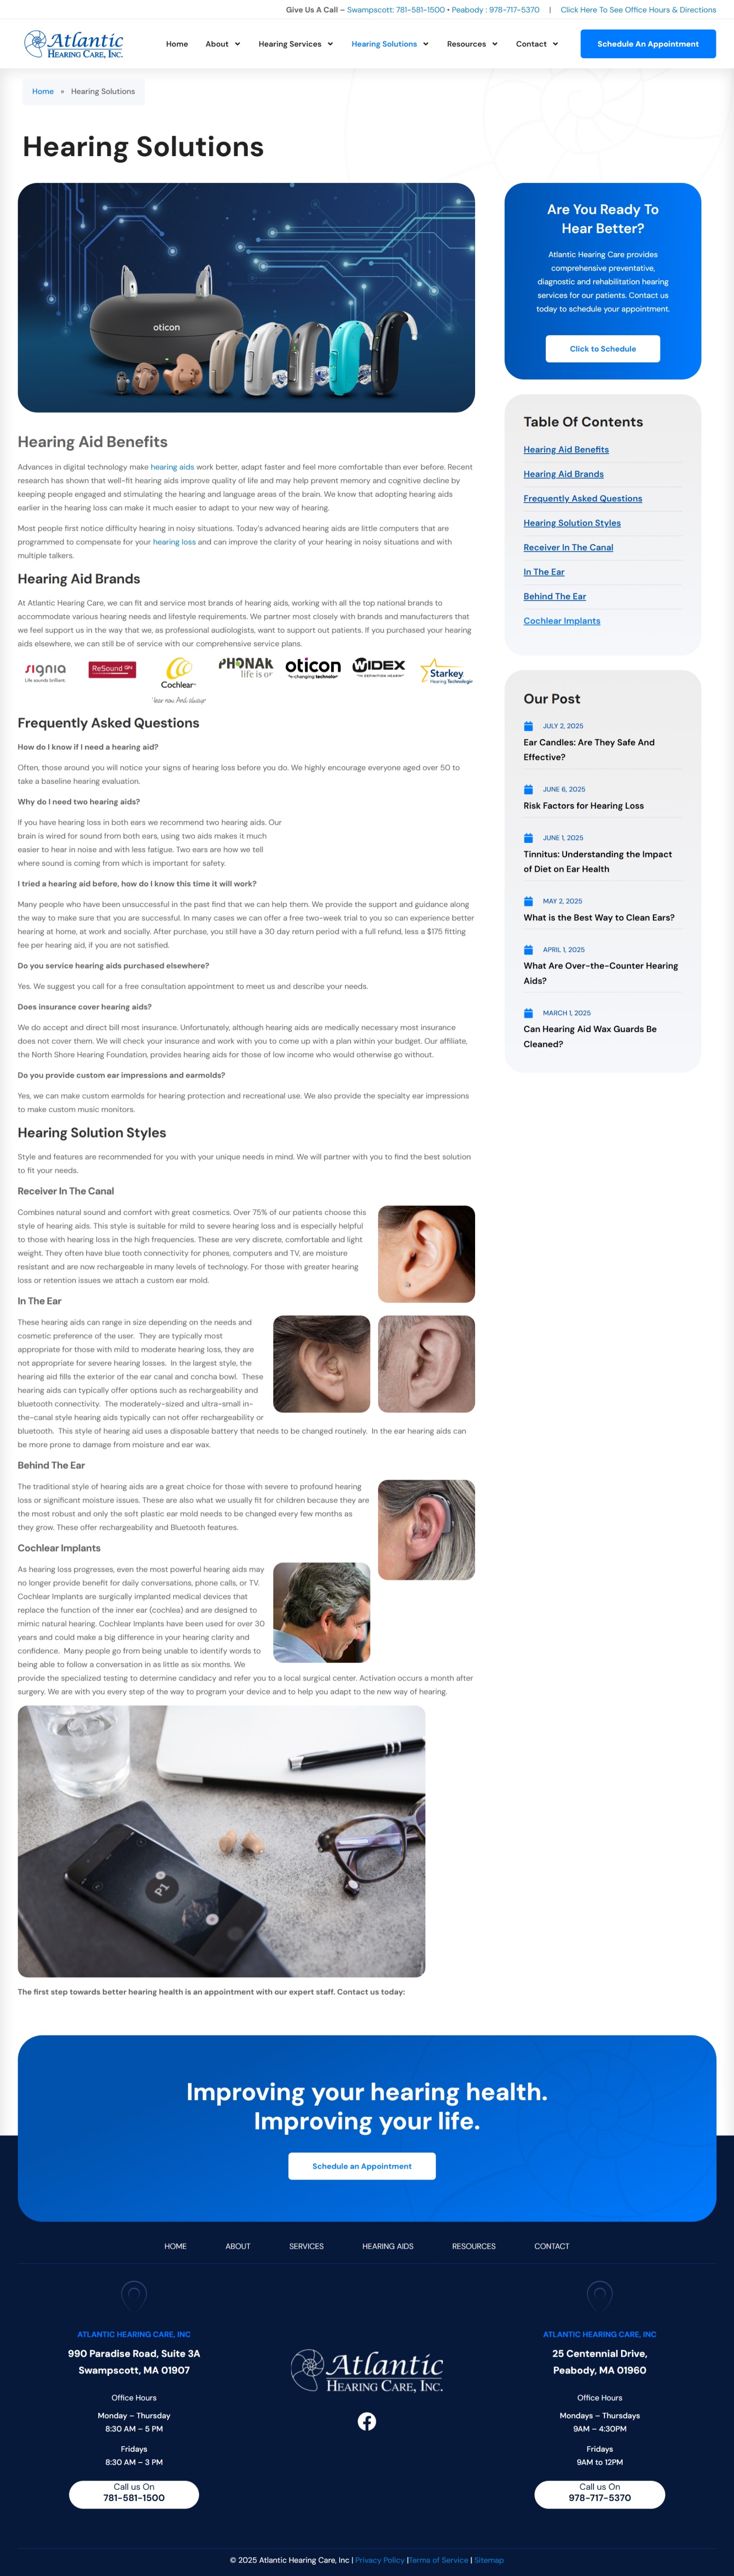 Give Us A Call – Swampscott: 781-581-1500 • Peabody : 978-717-5370 | Click Here To See Office Hours & Directions
Atlantic
HEARING CARE, INC.
Home About Hearing Services Hearing Solutions Resources Contact Schedule An Appointment
Home » Hearing Solutions
Hearing Solutions
oticon
Hearing Aid Benefits
Advances in digital technology make hearing aids work better, adapt faster and feel more comfortable than ever before. Recent
research has shown that well-fit hearing aids improve quality of life and may help prevent memory and cognitive decline by
keeping people engaged and stimulating the hearing and language areas of the brain. We know that adopting hearing aids
earlier in the hearing loss can make it much easier to adapt to your new way of hearing.
Most people first notice difficulty hearing in noisy situations. Today's advanced hearing aids are little computers that are
programmed to compensate for your hearing loss and can improve the clarity of your hearing in noisy situations and with
multiple talkers.
Hearing Aid Brands
At Atlantic Hearing Care, we can fit and service most brands of hearing aids, working with all the top national brands to
accommodate various hearing needs and lifestyles. We partner most closely with brands and manufacturers that
we feel support us in the way that we, as professional audiologists, want to support out patients. If you purchased your hearing
aids elsewhere, we can still be of service with our comprehensive service plans.
signia
Life sounds brilliant.
ReSound GN
Cochlear
Hear now. And always
PHONAK
life is on
oticon
WIDEX
HIGH DEFINITION HEARING
Starkey
Hearing Technologies
Frequently Asked Questions
How do I know if I need a hearing aid?
Often, those around you will notice your signs of hearing loss before you do. We highly encourage everyone aged over 50 to
take a baseline hearing evaluation.
Why do I need two hearing aids?
If you have hearing loss in both ears we recommend two hearing aids. Our
brain is wired for sound from both ears, using two aids makes it much
easier to hear in noise and with less fatigue. Two ears are how we tell
where sound is coming from which is important for safety.
I tried a hearing aid before, how do I know this time it will work?
Many people who have been unsuccessful in the past find that we can help them. We provide the support and guidance along
the way to make sure that you are successful. In many cases we can offer a free two-week trial to you so can experience better
hearing at home, at work and socially. After purchase, you still have a 30 day return period with a full refund, less a $175 fitting
fee per hearing aid, if you are not satisfied.
Do you service hearing aids purchased elsewhere?
Yes. We suggest you call for a free consultation appointment to meet us and describe your needs.
Does insurance cover hearing aids?
We do accept and direct bill most insurance. Unfortunately, although hearing aids are medically necessary most insurance
does not cover them. We will check your insurance and work with you to come up with a plan within your budget. Our affiliate,
the North Shore Hearing Foundation, provides hearing aids for those of low income who would otherwise go without.
Do you provide custom ear impressions and earmolds?
Yes, we can make custom earmolds for hearing protection and recreational use. We also provide the specialty ear impressions
to make custom music monitors.
Hearing Solution Styles
Style and features are recommended for you with your unique needs in mind. We will partner with you to find the best solution
to fit your needs.
Receiver In The Canal
Combines natural sound and comfort with great cosmetics. Over 75% of our patients choose this
style of hearing aids. This style is suitable for mild to severe hearing loss and is especially helpful
to those with hearing loss in the high frequencies. These are very discrete, comfortable and light
weight. They often have blue tooth connectivity for phones, computers and TV, are moisture
resistant and are now rechargeable in many levels of technology. For those with greater hearing
loss or retention issues we attach a custom ear mold.
In The Ear
These hearing aids can range in size depending on the needs and
cosmetic preference of the user. They are typically most
appropriate for those with mild to moderate hearing loss, they are
not appropriate for severe hearing losses. In the largest style, the
hearing aid fills the exterior of the ear canal and concha bowl. These
hearing aids can typically offer options such as rechargeability and
bluetooth connectivity. The moderately-sized and ultra-small in-
the-canal style hearing aids typically can not offer rechargeability or
bluetooth. This style of hearing aid uses a disposable battery that needs to be changed routinely. In the ear hearing aids can
be more prone to damage from moisture and ear wax.
Behind The Ear
The traditional style of hearing aids are a great choice for those with severe to profound hearing
loss or significant moisture issues. These are also what we usually fit for children because they are
the most robust and only the soft plastic ear mold needs to be changed every few months as
they grow. These offer rechargeability and Bluetooth features.
Cochlear Implants
As hearing loss progresses, even the most powerful hearing aids may
no longer provide benefit for daily conversations, phone calls, or TV.
Cochlear Implants are surgically implanted medical devices that
replace the function of the inner ear (cochlea) and are designed to
mimic natural hearing. Cochlear Implants have been used for over 30
years and could make a big difference in your hearing clarity and
confidence. Many people go from being unable to identify words to
being able to follow a conversation in as little as six months. We
provide the specialized testing to determine candidacy and refer you to a local surgical center. Activation occurs a month after
surgery. We are with you every step of the way to program your device and to help you adapt to the new way of hearing.
P1
The first step towards better hearing health is an appointment with our expert staff. Contact us today:
Are You Ready To
Hear Better?
Atlantic Hearing Care provides
comprehensive preventative,
diagnostic and rehabilitation hearing
services for our patients. Contact us
today to schedule your appointment.
Click to Schedule
Table Of Contents
Hearing Aid Benefits
Hearing Aid Brands
Frequently Asked Questions
Hearing Solution Styles
Receiver In The Canal
In The Ear
Behind The Ear
Cochlear Implants
Our Post
JULY 2, 2025
Ear Candles: Are They Safe And
Effective?
JUNE 6, 2025
Risk Factors for Hearing Loss
JUNE 1, 2025
Tinnitus: Understanding the Impact
of Diet on Ear Health
MAY 2, 2025
What is the Best Way to Clean Ears?
APRIL 1, 2025
What Are Over-the-Counter Hearing
Aids?
MARCH 1, 2025
Can Hearing Aid Wax Guards Be
Cleaned?
Improving your hearing health.
Improving your life.
Schedule an Appointment
HOME ABOUT SERVICES HEARING AIDS RESOURCES CONTACT
ATLANTIC HEARING CARE, INC
990 Paradise Road, Suite 3A
Swampscott, MA 01907
Office Hours
Monday – Thursday
8:30 AM – 5 PM
Fridays
8:30 AM – 3 PM
Call us On
781-581-1500
Atlantic
HEARING CARE, INC.
ATLANTIC HEARING CARE, INC
25 Centennial Drive,
Peabody, MA 01960
Office Hours
Mondays – Thursdays
9AM – 4:30PM
Fridays
9AM to 12PM
Call us On
978-717-5370
© 2025 Atlantic Hearing Care, Inc | Privacy Policy |Terms of Service | Sitemap